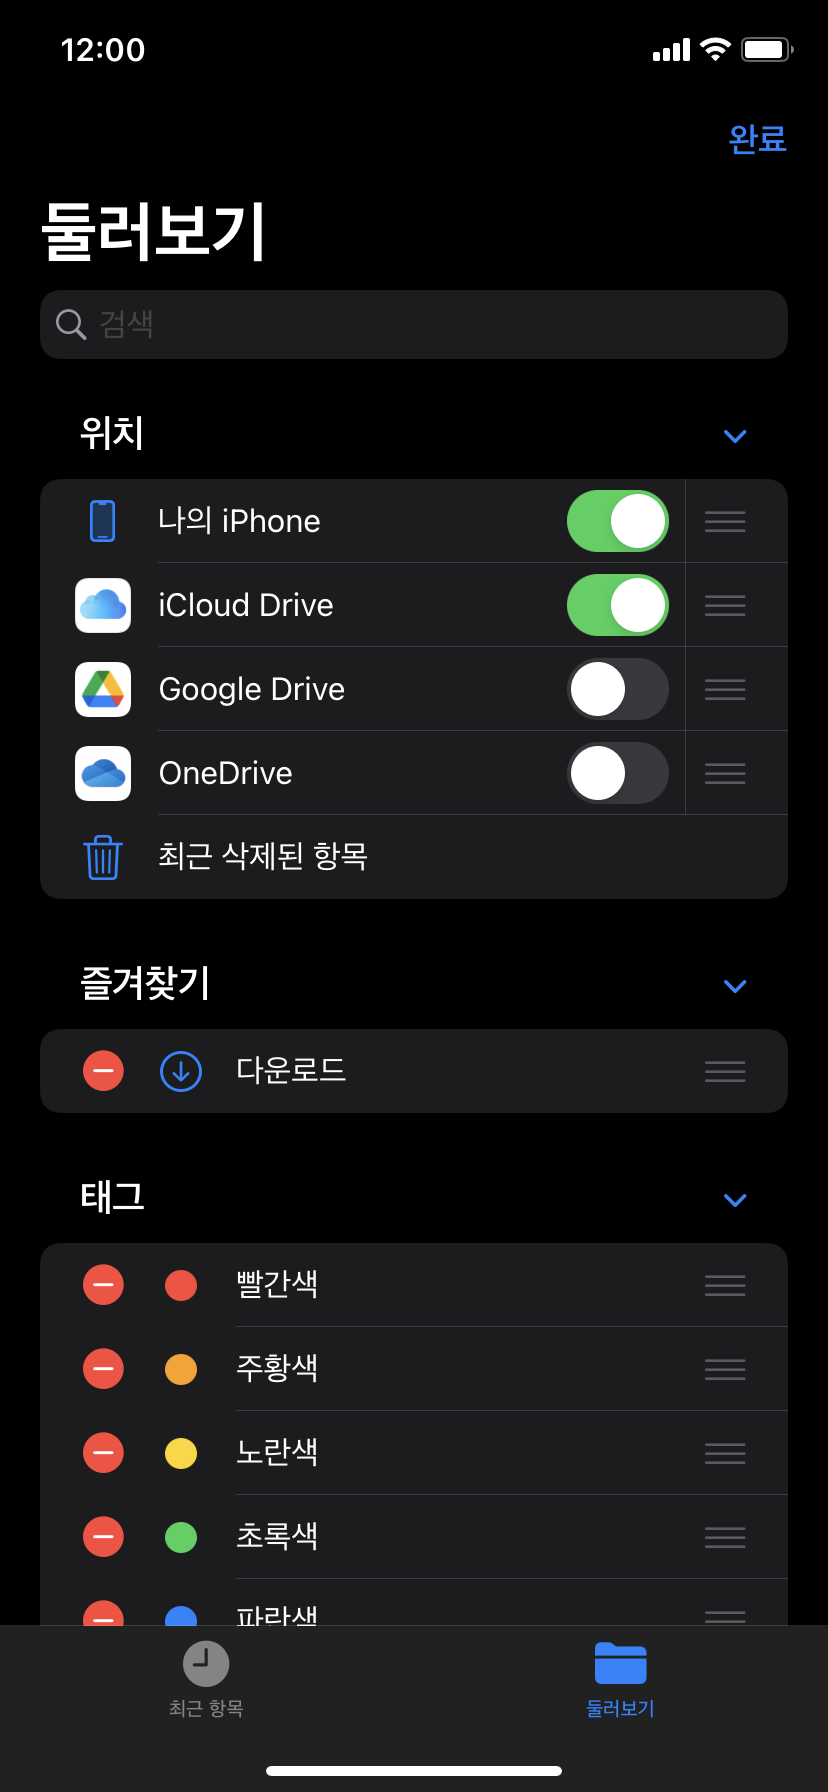 12:00
완료
둘러보기
검색
위치
나의 iPhone
iCloud Drive
Google Drive
OneDrive
최근 삭제된 항목
즐겨찾기
다운로드
태그
빨간색
주황색
노란색
초록색
파란색
최근 항목
둘러보기